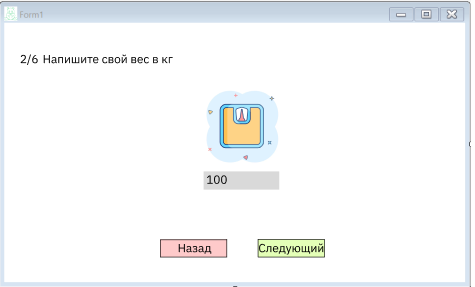 Form1
2/6 Напишите свой вес в кг
100
Назад
Следующий